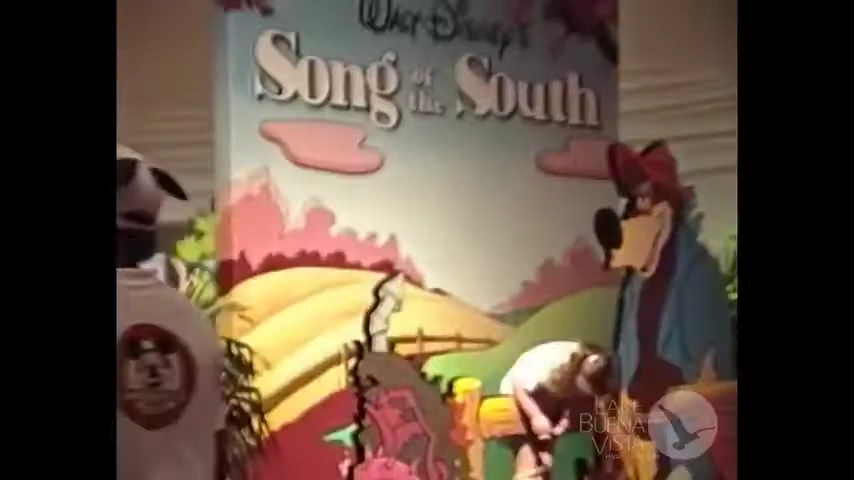 Walt Disney's
Song of the South
LAKE
BUENA
VISTA